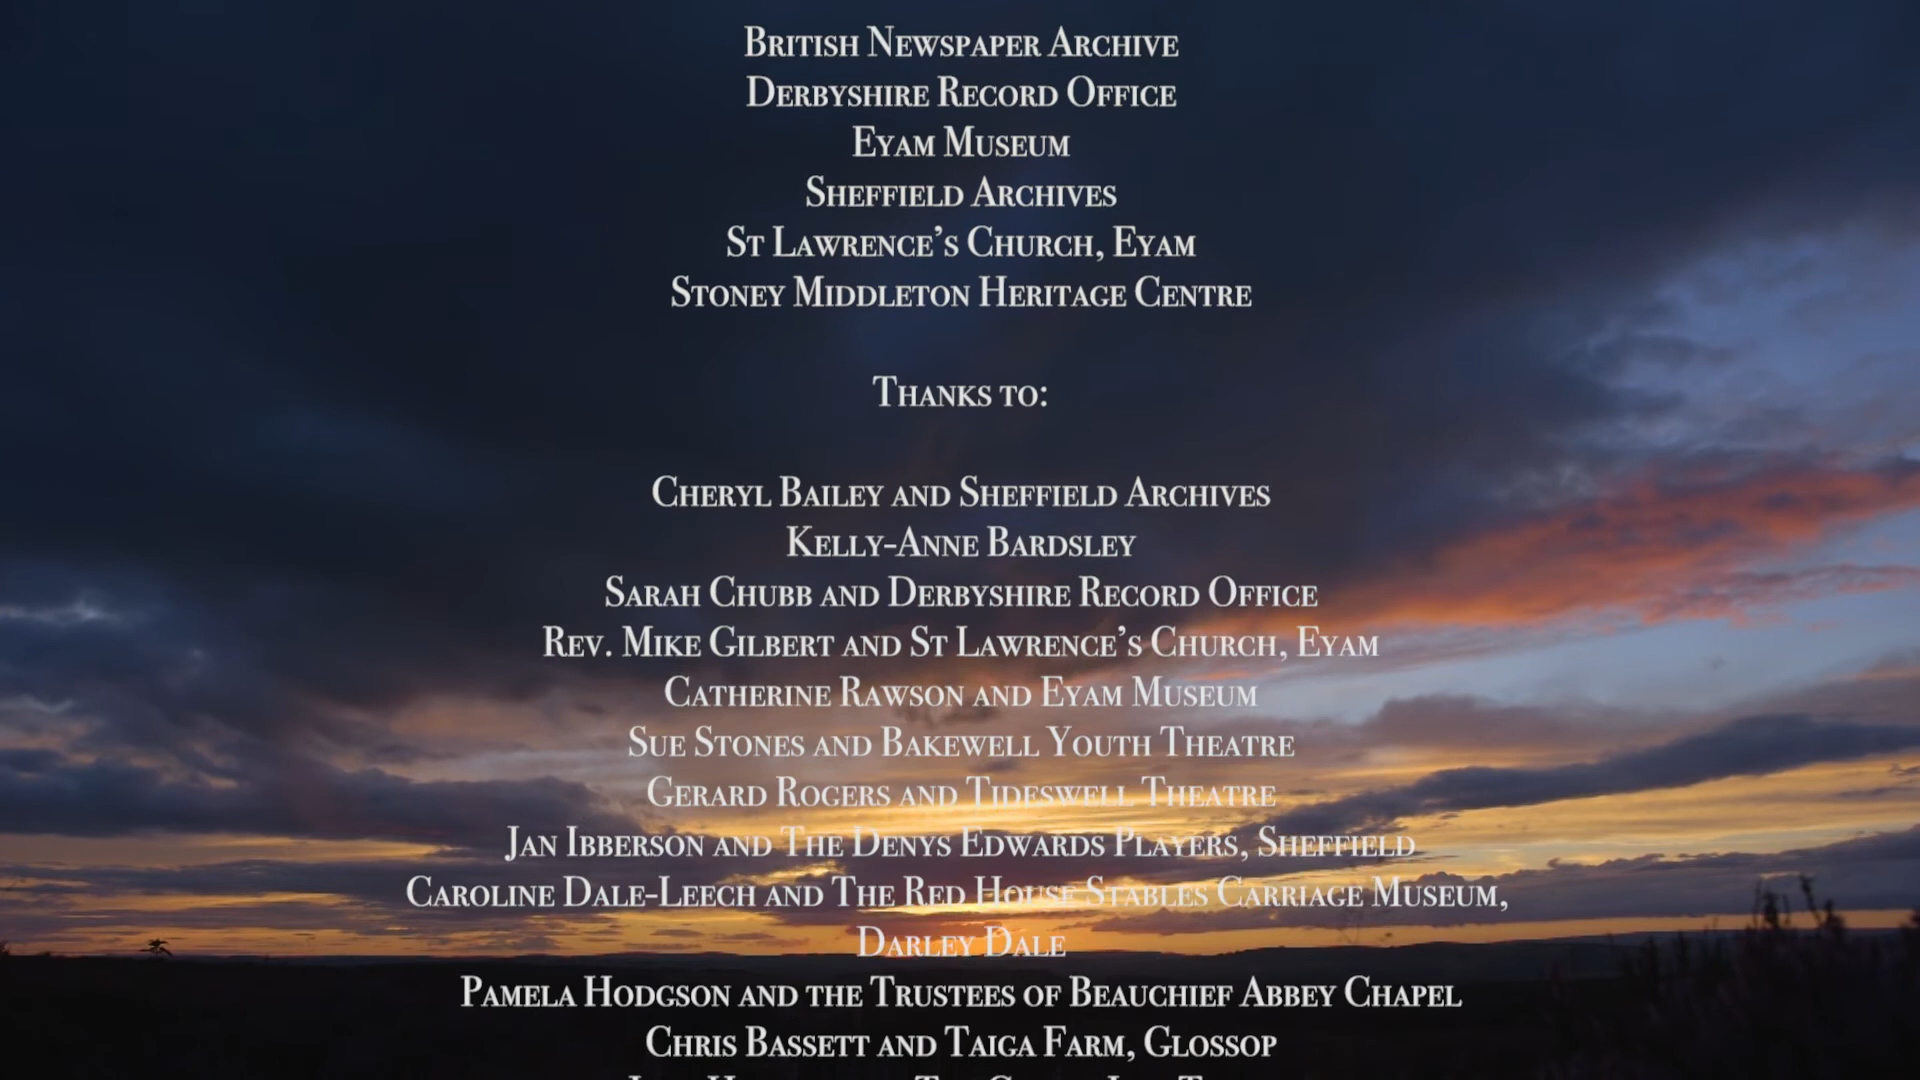 British Newspaper Archive
Derbyshire Record Office
Eyam Museum
Sheffield Archives
St Lawrence’s Church, Eyam
Stoney Middleton Heritage Centre
Thanks to:
Cheryl Bailey and Sheffield Archives
Kelly-Anne Bardsley
Sarah Chubb and Derbyshire Record Office
Rev. Mike Gilbert and St Lawrence’s Church, Eyam
Catherine Rawson and Eyam Museum
Sue Stones and Bakewell Youth Theatre
Gerard Rogers and Tideswell Theatre
Jan Ibberson and The Denys Edwards Players, Sheffield
Caroline Dale-Leech and The Red House Stables Carriage Museum,
Darley Dale
Pamela Hodgson and the Trustees of Beauchief Abbey Chapel
Chris Bassett and Taiga Farm, Glossop